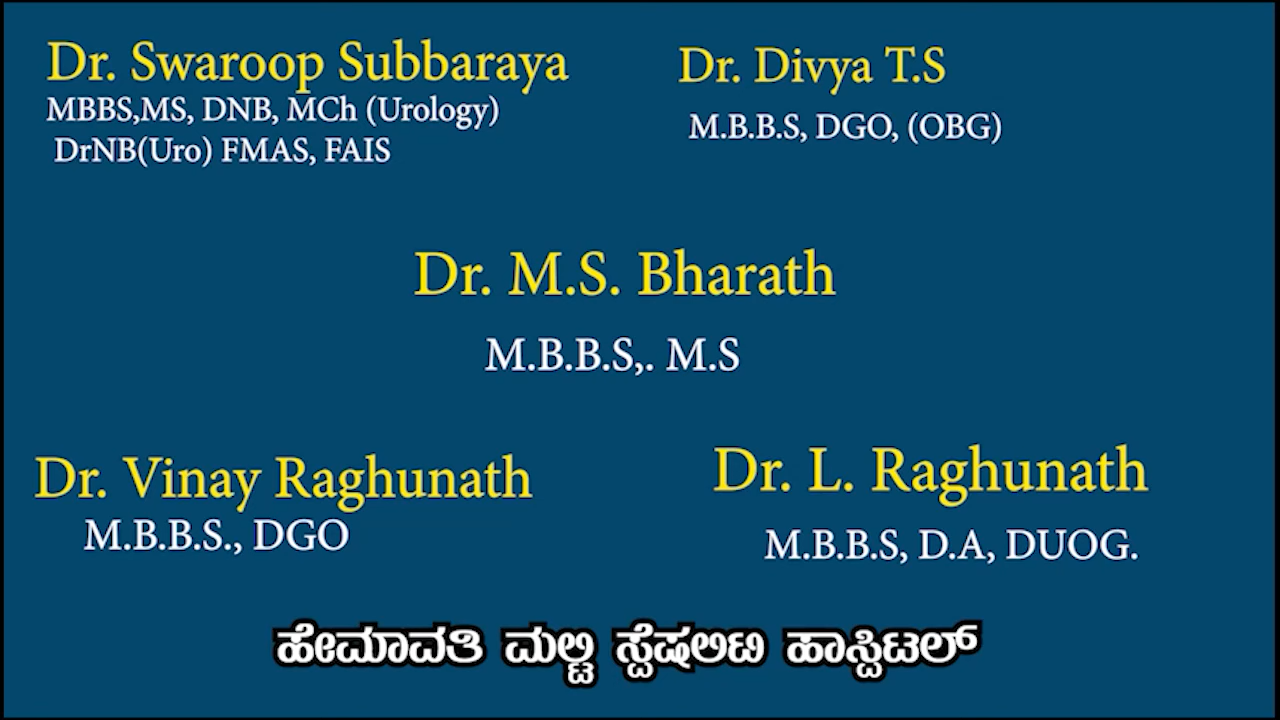 Dr. Swaroop Subbaraya
MBBS,MS, DNB, MCh (Urology)
DrNB(Uro) FMAS, FAIS
Dr. Divya T.S
M.B.B.S, DGO, (OBG)
Dr. M.S. Bharath
M.B.B.S,. M.S
Dr. Vinay Raghunath
M.B.B.S., DGO
Dr. L. Raghunath
M.B.B.S, D.A, DUOG.
ಹೇಮಾವತಿ ಮಲ್ಟಿ ಸ್ಪೆಷಲಿಟಿ ಹಾಸ್ಪಿಟಲ್